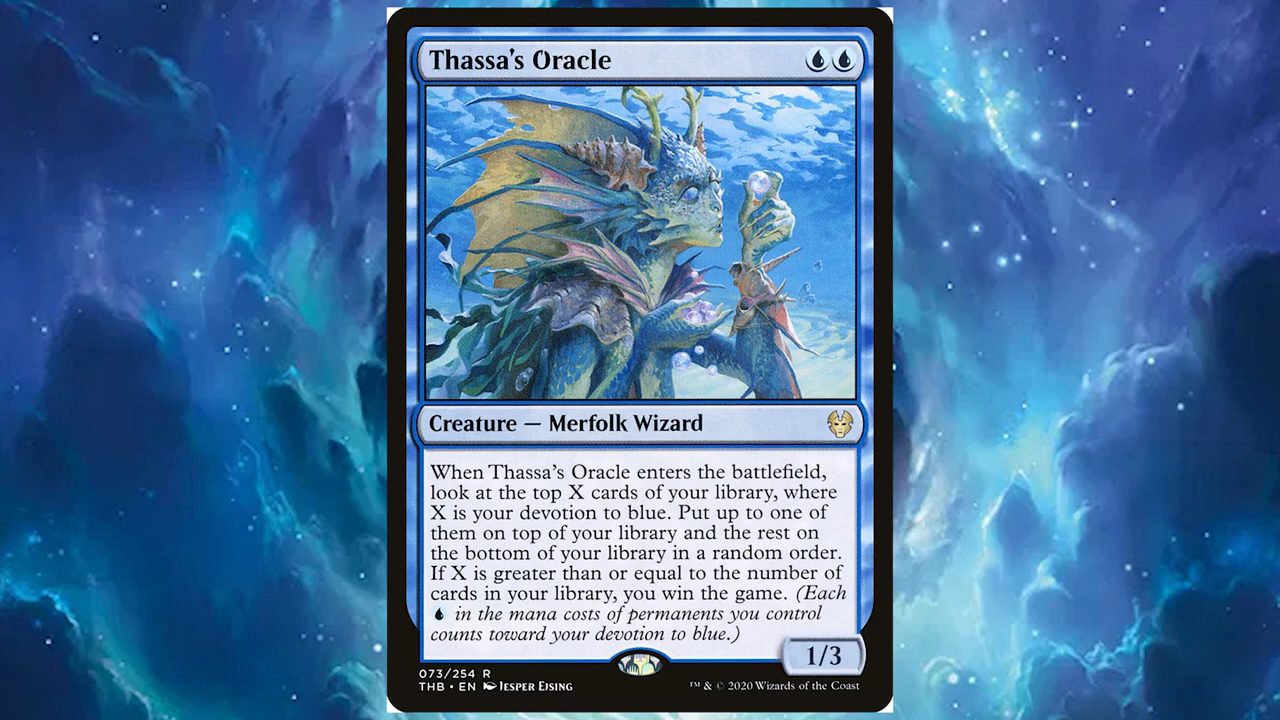 Thassa's Oracle
Creature — Merfolk Wizard
When Thassa's Oracle enters the battlefield,
look at the top X cards of your library, where
X is your devotion to blue. Put up to one of
them on top of your library and the rest on
the bottom of your library in a random order.
If X is greater than or equal to the number of
cards in your library, you win the game. (Each
in the mana costs of permanents you control
counts toward your devotion to blue.)
1/3
073/254 R
THB • EN Jesper Ejsing
™ & © 2020 Wizards of the Coast